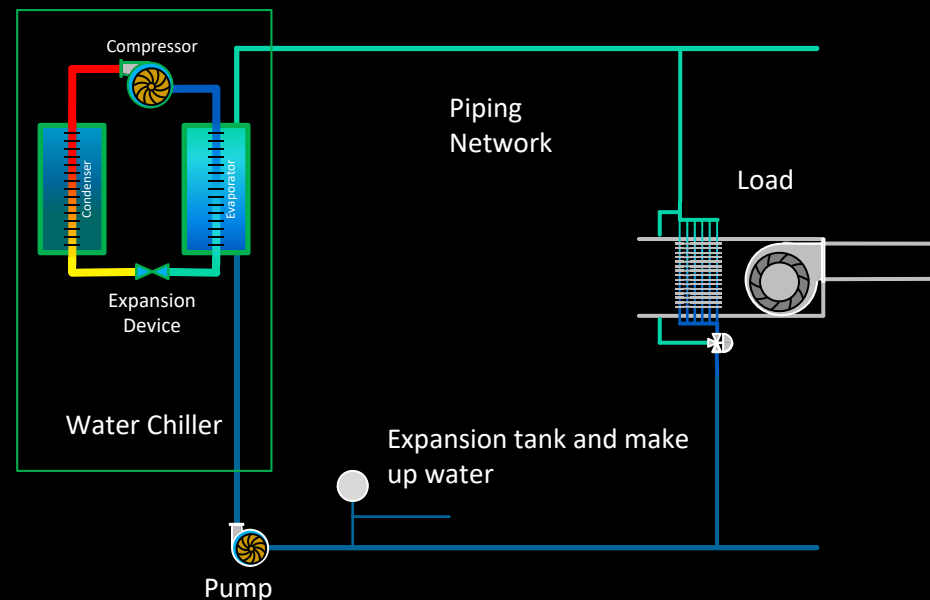 Compressor
Piping
Network
Load
Condenser
Evaporator
Expansion
Device
Water Chiller
Expansion tank and make
up water
Pump